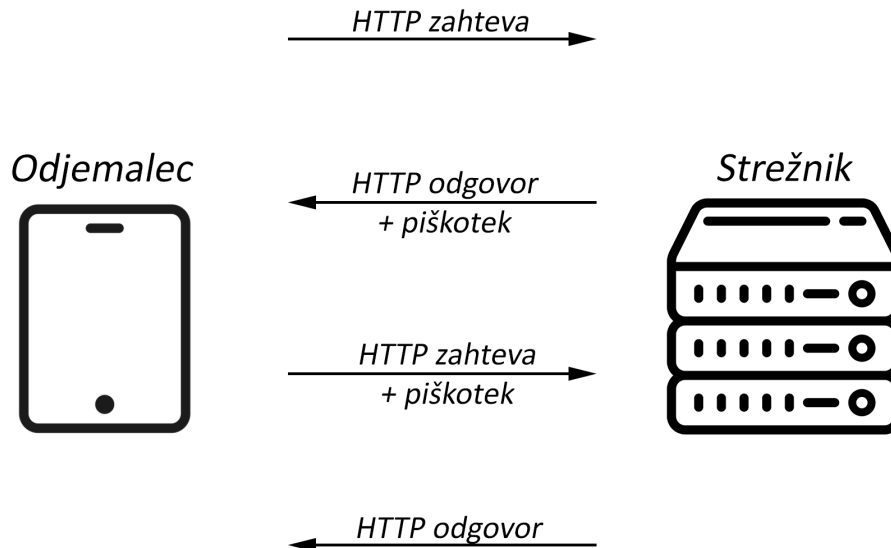 HTTP zahteva
Odjemalec
Strežnik
HTTP odgovor
+ piškotek
HTTP zahteva
+ piškotek
HTTP odgovor